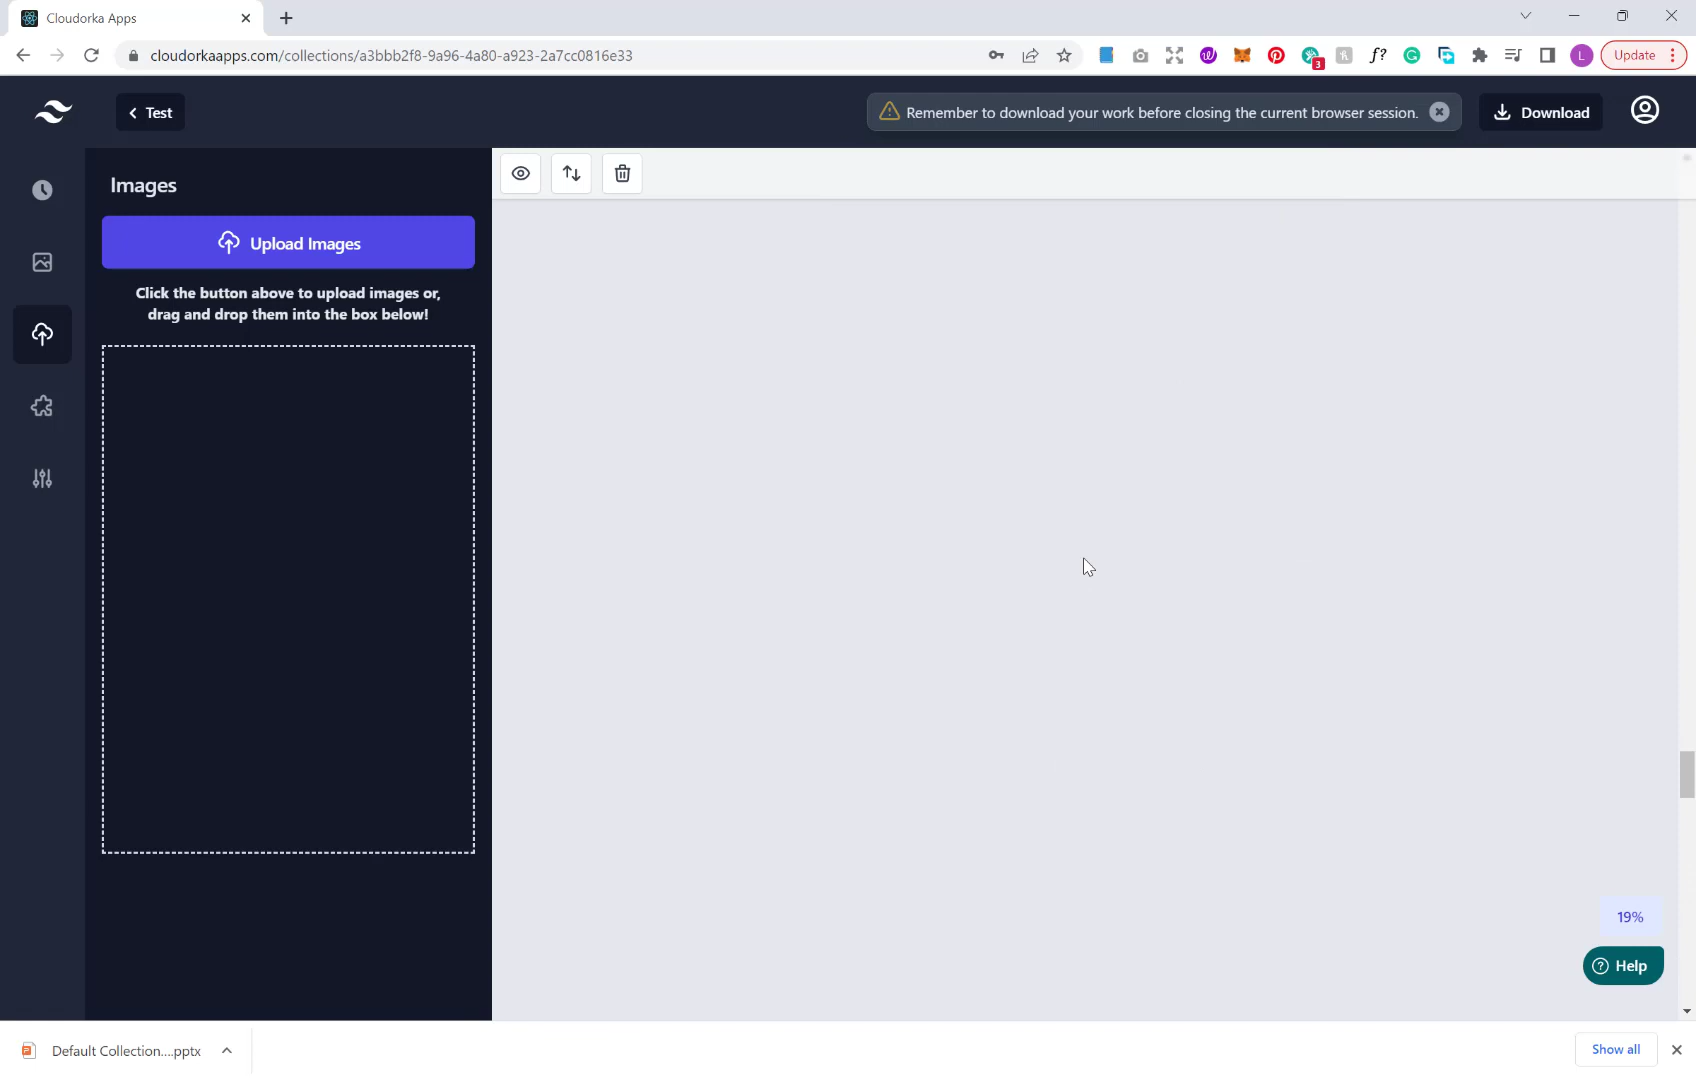 Cloudorka Apps
cloudorkaapps.com/collections/a3bbb2f8-9a96-4a80-a923-2a7cc0816e33
3
f?
L
Update
Test
Remember to download your work before closing the current browser session.
Download
Images
Upload Images
Click the button above to upload images or,
drag and drop them into the box below!
19%
Help
Default Collection....pptx
Show all